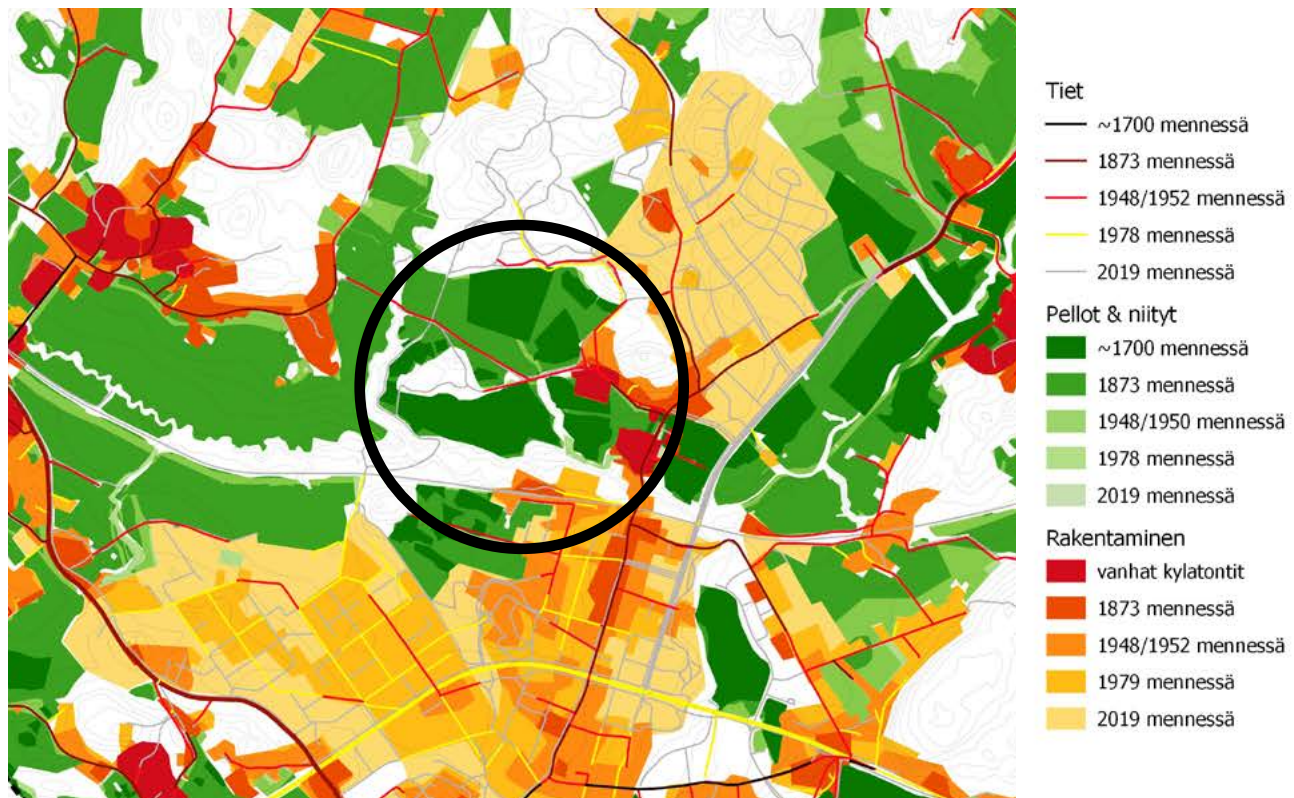 Tiet
~1700 mennessä
1873 mennessä
1948/1952 mennessä
1978 mennessä
2019 mennessä
Pellot & niityt
~1700 mennessä
1873 mennessä
1948/1950 mennessä
1978 mennessä
2019 mennessä
Rakentaminen
vanhat kylatontit
1873 mennessä
1948/1952 mennessä
1979 mennessä
2019 mennessä